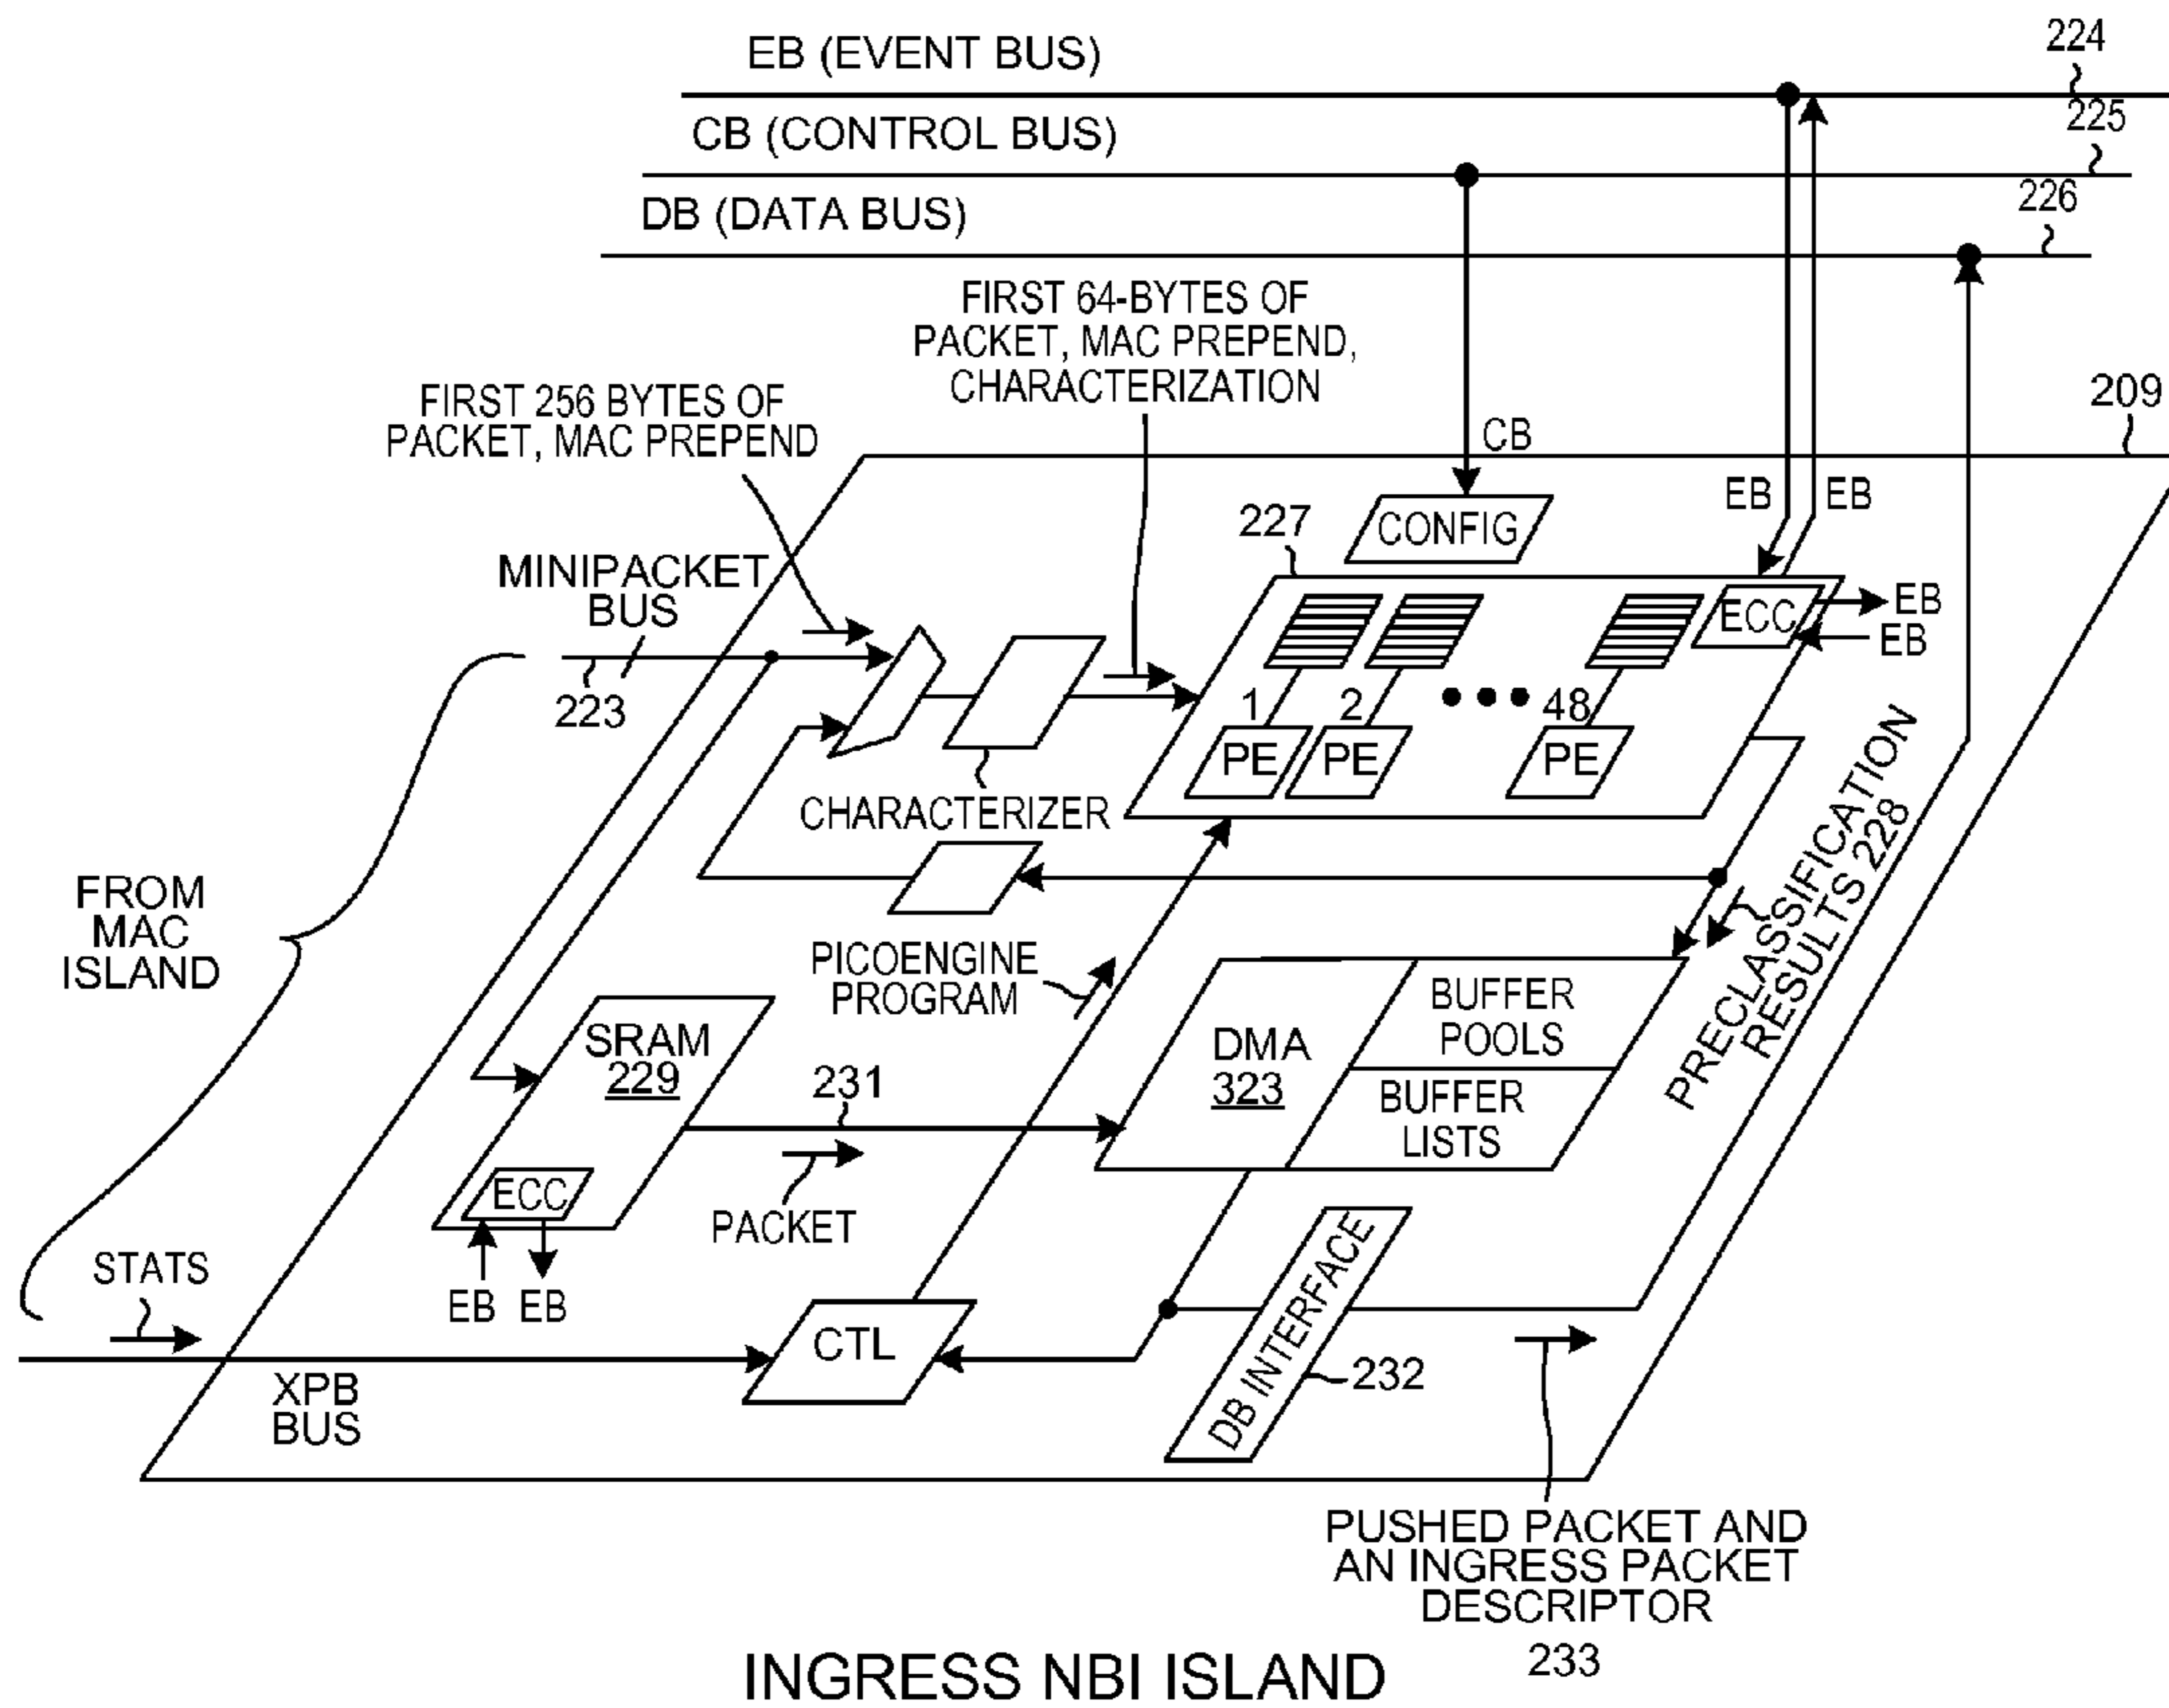 EB (EVENT BUS)
224
CB (CONTROL BUS)
225
DB (DATA BUS)
226
FIRST 64-BYTES OF
PACKET, MAC PREPEND,
CHARACTERIZATION
FIRST 256 BYTES OF
PACKET, MAC PREPEND
209
CB
CONFIG
EB
EB
227
MINIPACKET
BUS
223
ECC
EB
EB
1
2
48
PE
PE
PE
CHARACTERIZER
PRECLASSIFICATION
RESULTS 228
FROM
MAC
ISLAND
PICOENGINE
PROGRAM
SRAM
229
231
DMA
323
BUFFER
POOLS
BUFFER
LISTS
ECC
PACKET
EB
EB
STATS
CTL
DB INTERFACE
232
XPB
BUS
PUSHED PACKET AND
AN INGRESS PACKET
DESCRIPTOR
233
INGRESS NBI ISLAND